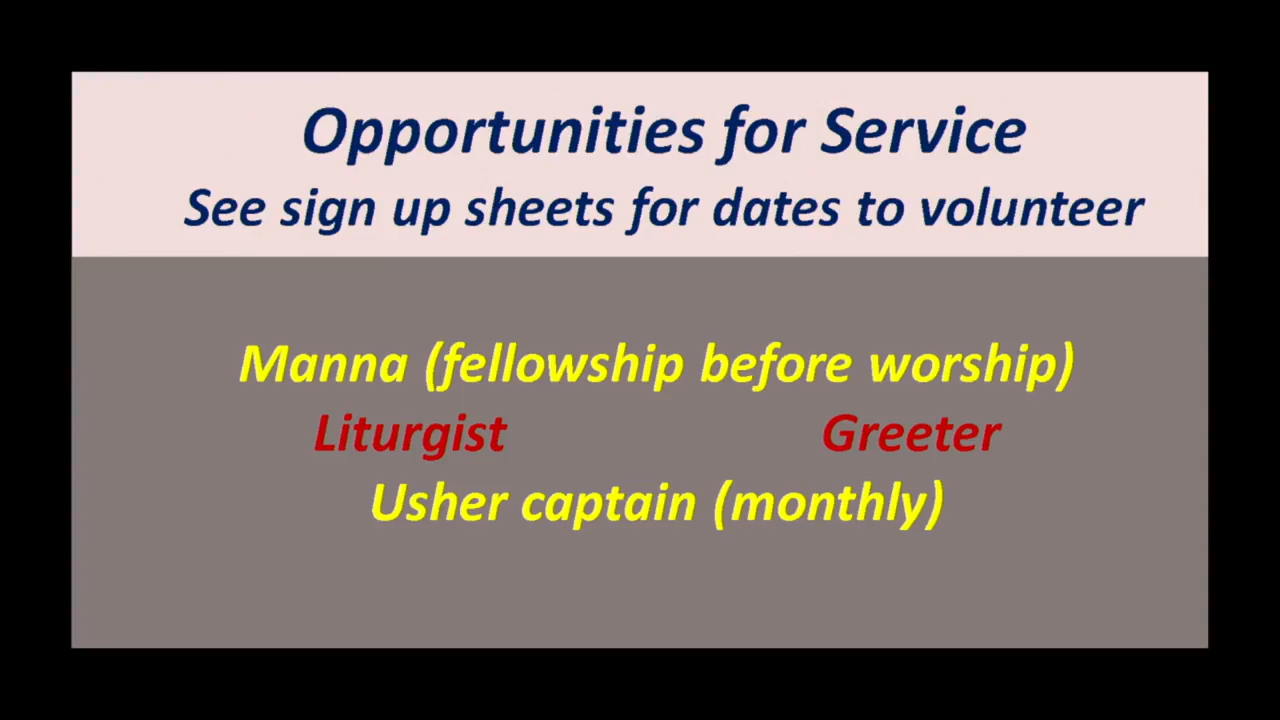 Opportunities for Service
See sign up sheets for dates to volunteer
Manna (fellowship before worship)
Liturgist Greeter
Usher captain (monthly)